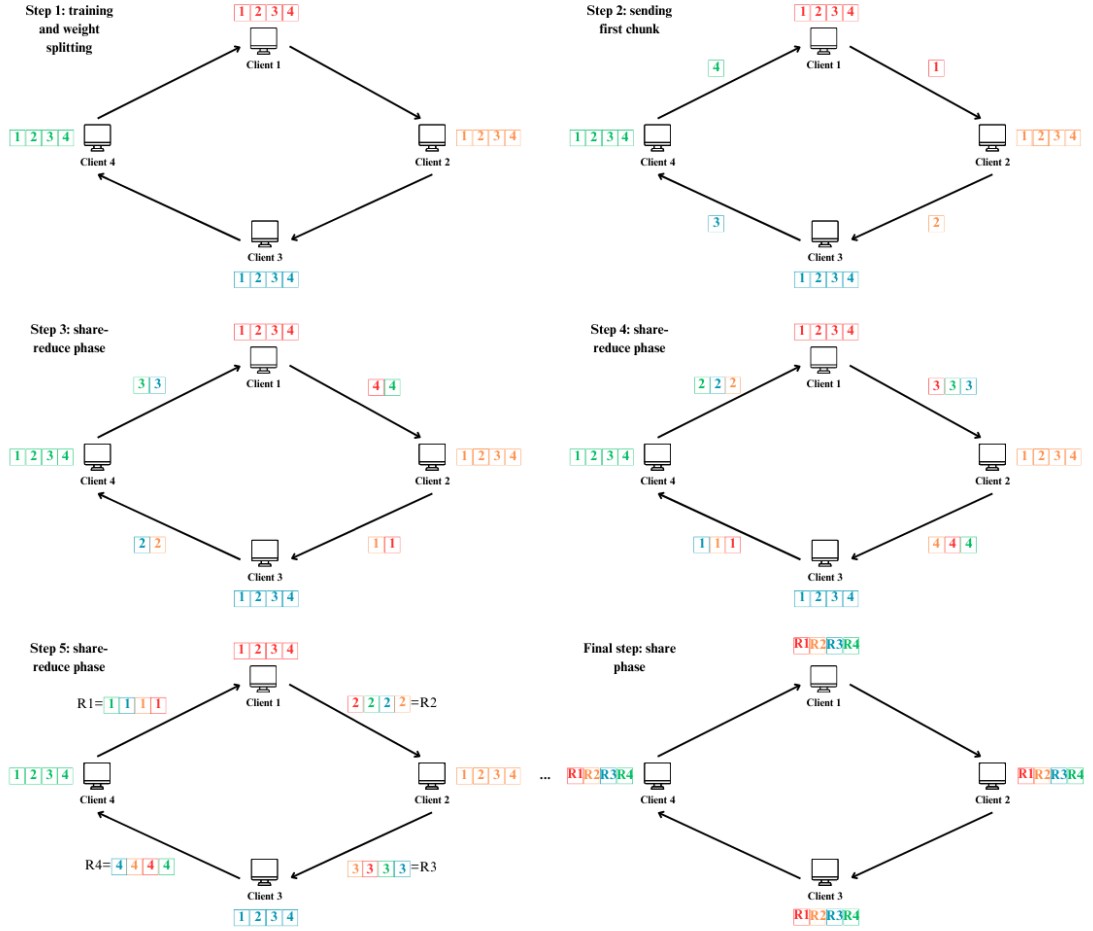 Step 1: training
and weight
splitting
1 2 3 4
Client 1
1 2 3 4
Client 4
Client 2
1 2 3 4
Client 3
1 2 3 4
Step 2: sending
first chunk
1 2 3 4
Client 1
4
1
1 2 3 4
Client 4
Client 2
1 2 3 4
3
2
Client 3
1 2 3 4
Step 3: share-
reduce phase
1 2 3 4
Client 1
3 3
4 4
1 2 3 4
Client 4
Client 2
1 2 3 4
2 2
1 1
Client 3
1 2 3 4
Step 4: share-
reduce phase
1 2 3 4
Client 1
2 2 2
3 3 3
1 2 3 4
Client 4
Client 2
1 2 3 4
1 1 1
4 4 4
Client 3
1 2 3 4
Step 5: share-
reduce phase
1 2 3 4
Client 1
R1= 1 1 1 1
2 2 2 2 =R2
1 2 3 4
Client 4
Client 2
1 2 3 4
R4= 4 4 4 4
3 3 3 3 =R3
Client 3
1 2 3 4
...
Final step: share
phase
R1 R2 R3 R4
Client 1
R1 R2 R3 R4
Client 4
Client 2
R1 R2 R3 R4
Client 3
R1 R2 R3 R4